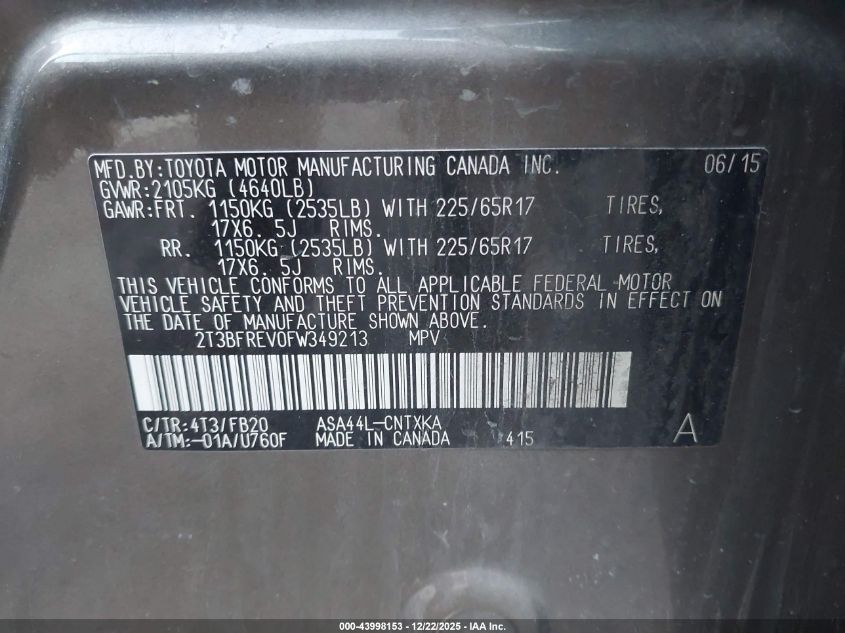 MFD.BY:TOYOTA MOTOR MANUFACTURING CANADA INC. 06/15
GVWR:2105KG (4640LB)
GAWR:FRT. 1150KG (2535LB) WITH 225/65R17 TIRES,
17X6.5J RIMS.
RR. 1150KG (2535LB) WITH 225/65R17 TIRES,
17X6.5J RIMS.
THIS VEHICLE CONFORMS TO ALL APPLICABLE FEDERAL MOTOR
VEHICLE SAFETY AND THEFT PREVENTION STANDARDS IN EFFECT ON
THE DATE OF MANUFACTURE SHOWN ABOVE.
2T3BFREV0FW349213 MPV
C/TR:4T3/FB20 ASA44L-CNTXKA
A/TM:-01A/U760F MADE IN CANADA 415 A
000-43998153 - 12/22/2025 - IAA Inc.